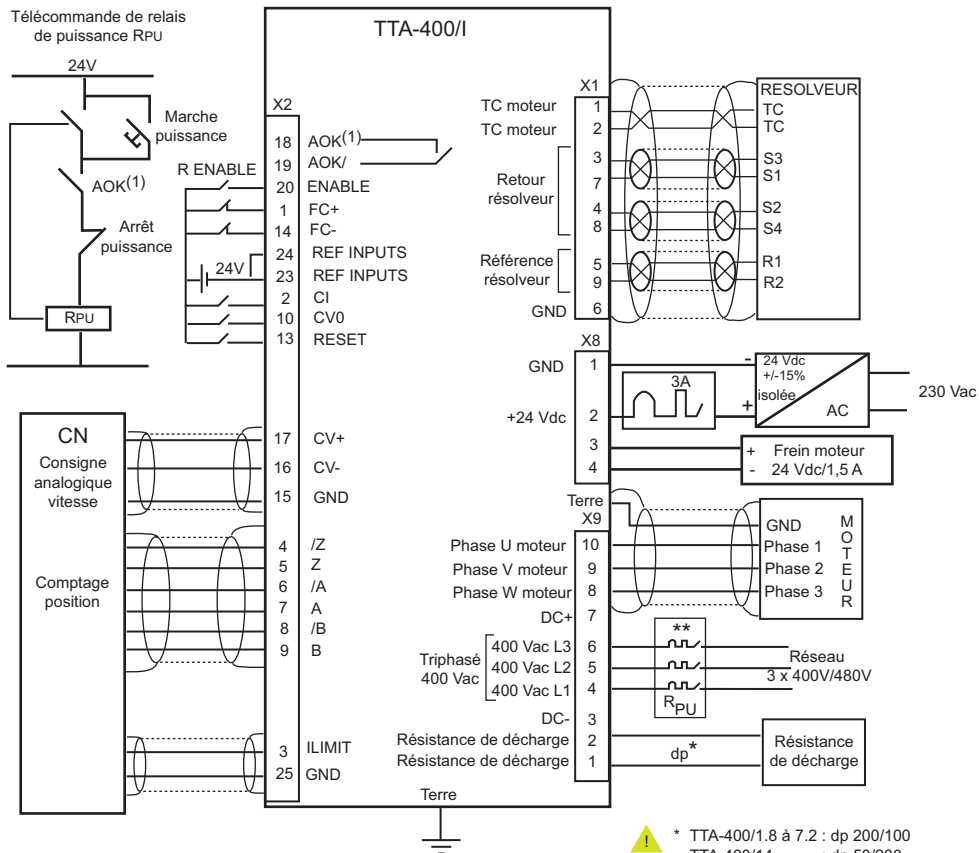 TTA-400/I
Télécommande de relais
de puissance RPU
24V
Marche
puissance
AOK(1)
Arrêt
puissance
RPU
R ENABLE
24V
X2
18 AOK(1)
19 AOK/
20 ENABLE
1 FC+
14 FC-
24 REF INPUTS
23 REF INPUTS
2 CI
10 CV0
13 RESET
CN
Consigne
analogique
vitesse
17 CV+
16 CV-
15 GND
Comptage
position
4 /Z
5 Z
6 /A
7 A
8 /B
9 B
3 ILIMIT
25 GND
Terre
X1
TC moteur 1
TC moteur 2
Retour
résolveur
3
7
4
8
Référence
résolveur
5
9
GND 6
RESOLVEUR
TC
TC
S3
S1
S2
S4
R1
R2
X8
GND 1
+24 Vdc 2
3
4
3A
-
+
24 Vdc
+/-15%
isolée
AC
230 Vac
+ Frein moteur
- 24 Vdc/1,5 A
Terre
X9
Phase U moteur 10
Phase V moteur 9
Phase W moteur 8
DC+ 7
Triphasé
400 Vac
400 Vac L3 6
400 Vac L2 5
400 Vac L1 4
DC- 3
Résistance de décharge 2
Résistance de décharge 1
GND
Phase 1
Phase 2
Phase 3
MOTEUR
**
RPU
Réseau
3 x 400V/480V
dp*
Résistance
de décharge
! * TTA-400/1.8 à 7.2 : dp 200/100